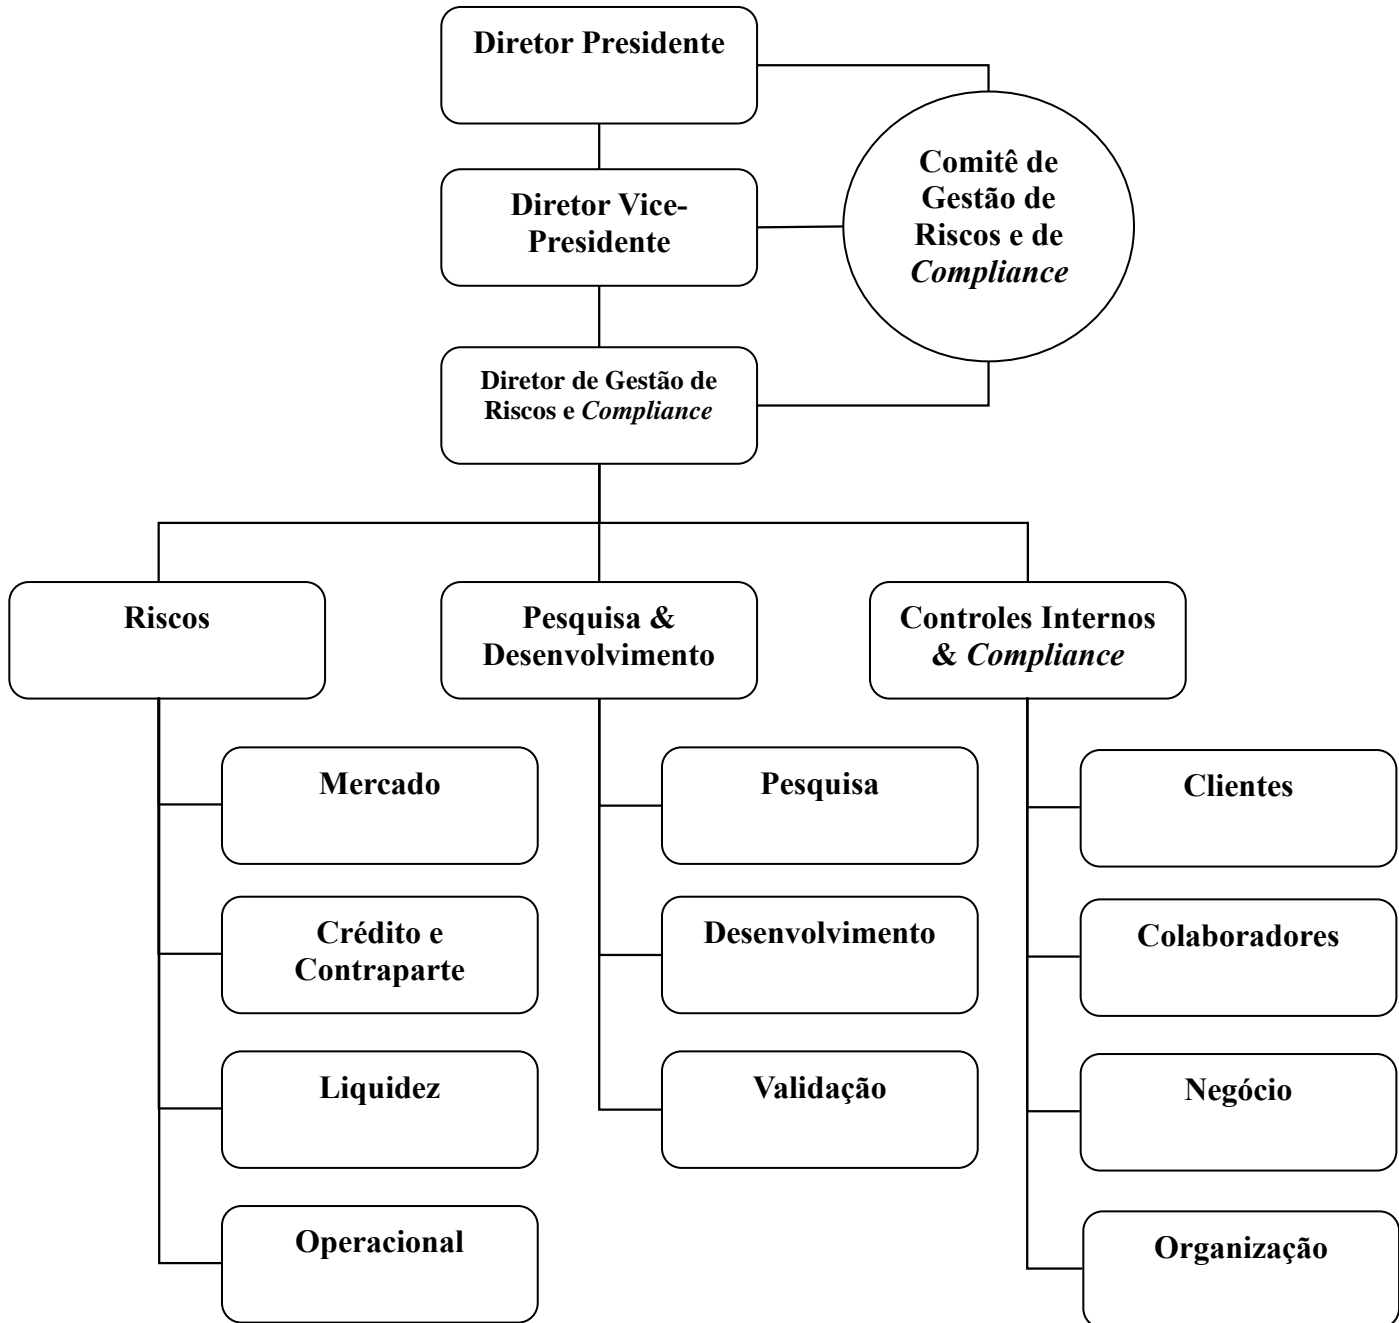 Diretor Presidente
Comitê de
Gestão de
Riscos e de
Compliance
Diretor Vice-
Presidente
Diretor de Gestão de
Riscos e Compliance
Riscos
Pesquisa &
Desenvolvimento
Controles Internos
& Compliance
Mercado
Crédito e
Contraparte
Liquidez
Operacional
Pesquisa
Desenvolvimento
Validação
Clientes
Colaboradores
Negócio
Organização